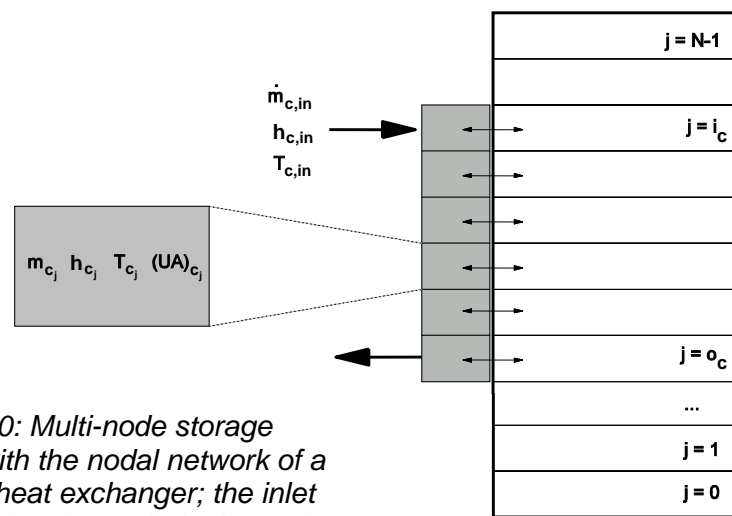 j = N-1
ṁc,in
hc,in
Tc,in
j = ic
mcj hcj Tcj (UA)cj
j = oc
...
j = 1
j = 0
0: Multi-node storage
ith the nodal network of a
heat exchanger; the inlet